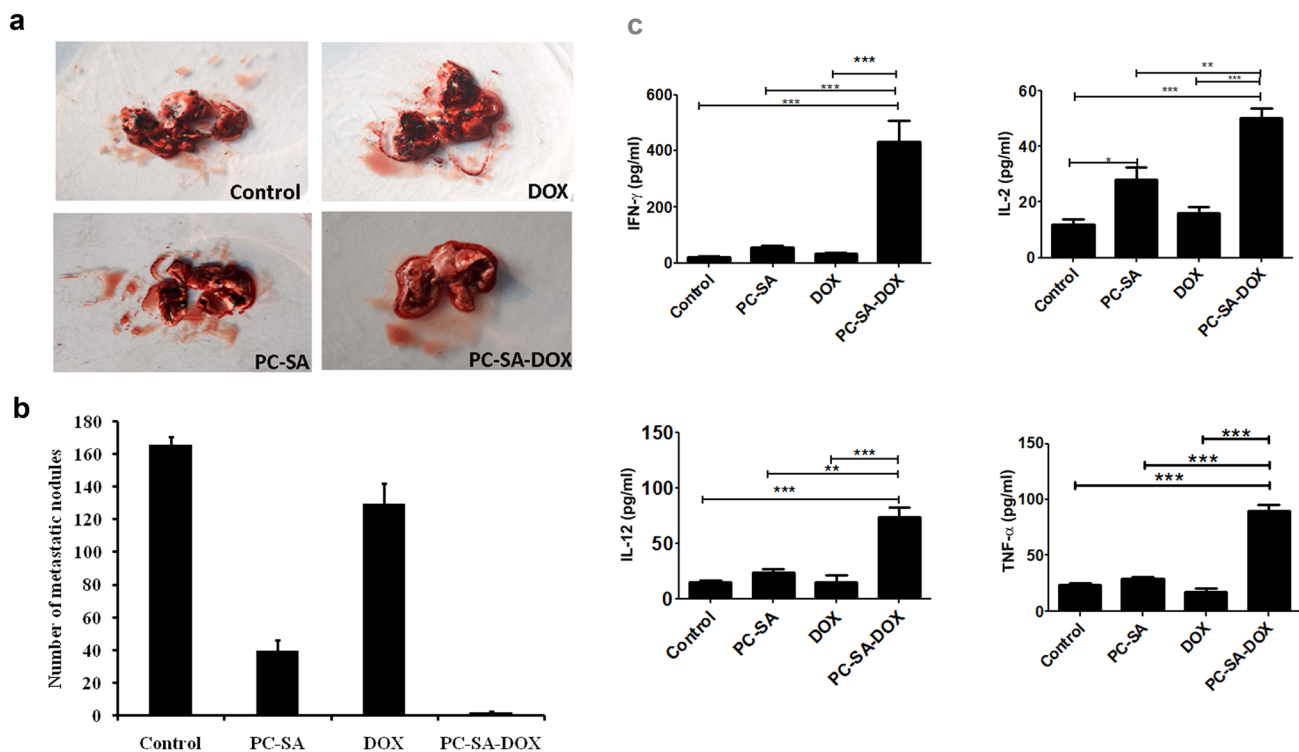 a
Control
DOX
PC-SA
PC-SA-DOX
b
Number of metastatic nodules
180
160
140
120
100
80
60
40
20
0
Control PC-SA DOX PC-SA-DOX
c
***
***
***
IFN-γ (pg/ml)
600
400
200
0
Control PC-SA DOX PC-SA-DOX
**
***
***
*
IL-2 (pg/ml)
60
40
20
0
Control PC-SA DOX PC-SA-DOX
***
**
***
IL-12 (pg/ml)
150
100
50
0
Control PC-SA DOX PC-SA-DOX
***
***
***
TNF-α (pg/ml)
150
100
50
0
Control PC-SA DOX PC-SA-DOX